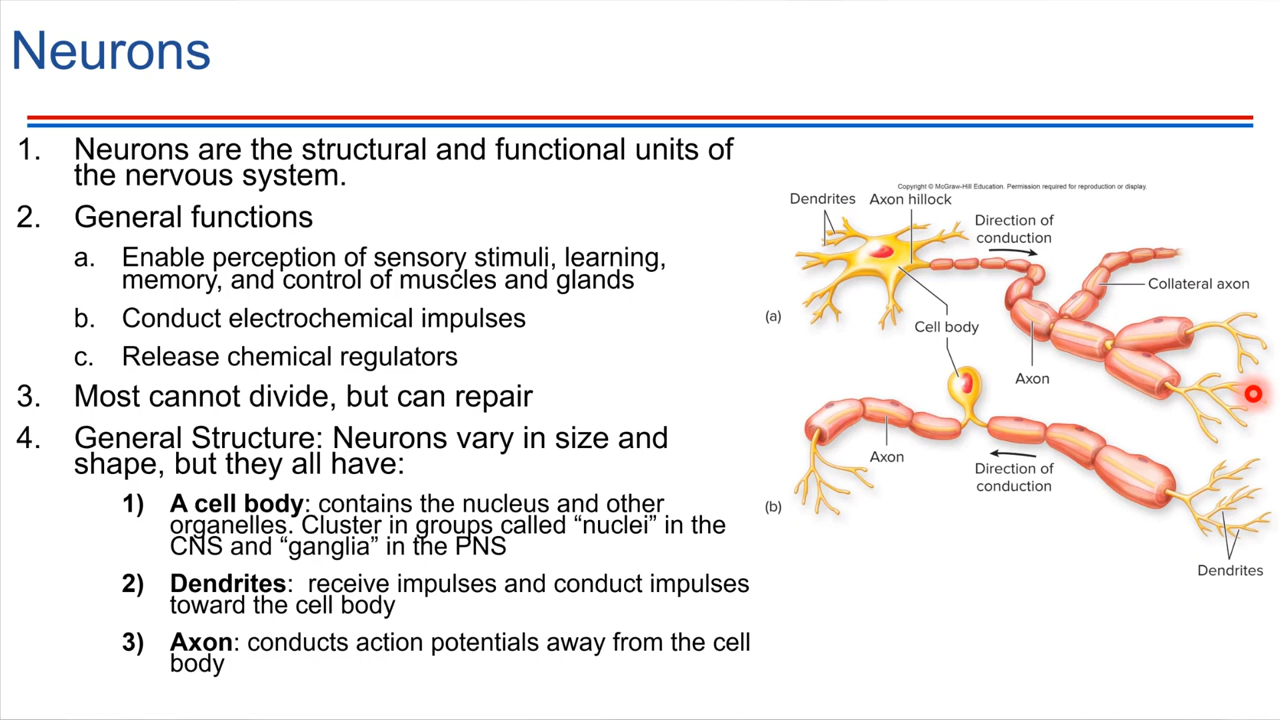 Neurons
1. Neurons are the structural and functional units of
the nervous system.
2. General functions
a. Enable perception of sensory stimuli, learning,
memory, and control of muscles and glands
b. Conduct electrochemical impulses
c. Release chemical regulators
3. Most cannot divide, but can repair
4. General Structure: Neurons vary in size and
shape, but they all have:
1) A cell body: contains the nucleus and other
organelles. Cluster in groups called “nuclei” in the
CNS and “ganglia” in the PNS
2) Dendrites:  receive impulses and conduct impulses
toward the cell body
3) Axon: conducts action potentials away from the cell
body
Copyright © McGraw-Hill Education. Permission required for reproduction or display.
Dendrites
Axon hillock
Direction of
conduction
Collateral axon
(a)
Cell body
Axon
Axon
Direction of
conduction
(b)
Dendrites